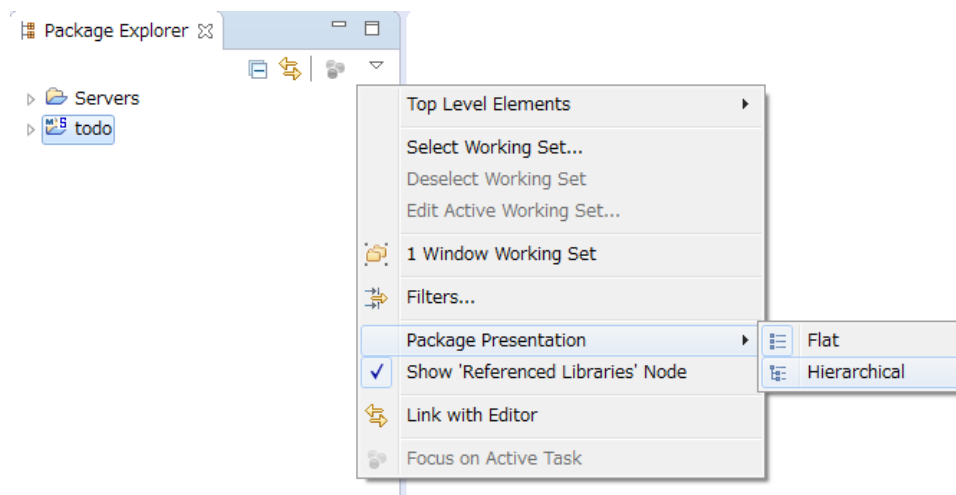 Package Explorer
Servers
todo
Top Level Elements
Select Working Set...
Deselect Working Set
Edit Active Working Set...
1 Window Working Set
Filters...
Package Presentation
Flat
Show 'Referenced Libraries' Node
Hierarchical
Link with Editor
Focus on Active Task